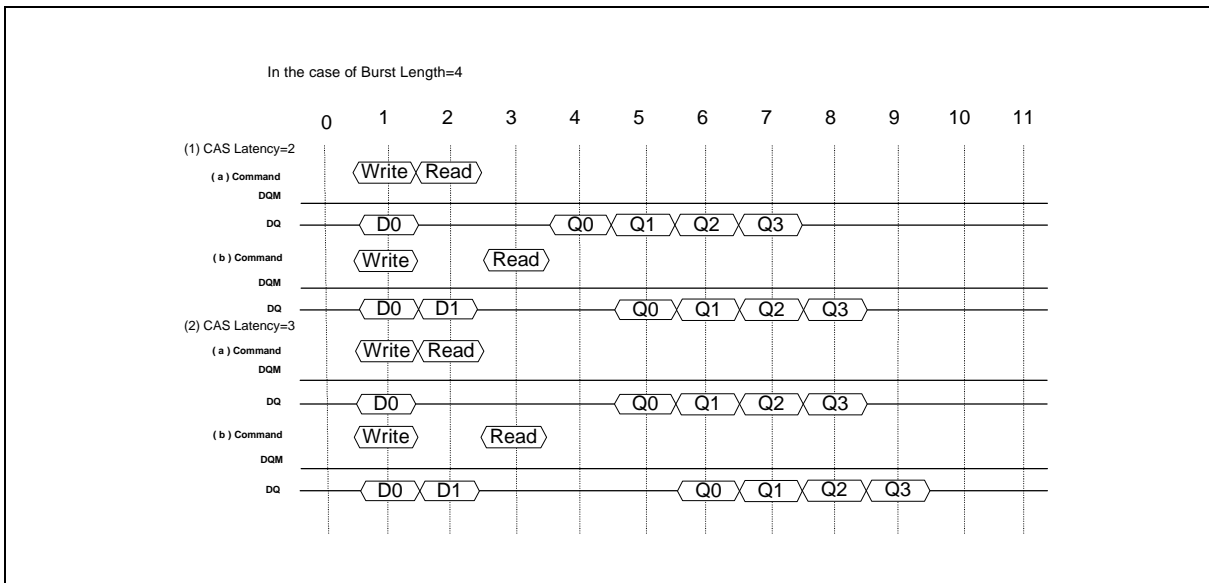 In the case of Burst Length=4
0 1 2 3 4 5 6 7 8 9 10 11
(1) CAS Latency=2
( a ) Command Write Read
DQM
DQ D0 Q0 Q1 Q2 Q3
( b ) Command Write Read
DQM
DQ D0 D1 Q0 Q1 Q2 Q3
(2) CAS Latency=3
( a ) Command Write Read
DQM
DQ D0 Q0 Q1 Q2 Q3
( b ) Command Write Read
DQM
DQ D0 D1 Q0 Q1 Q2 Q3